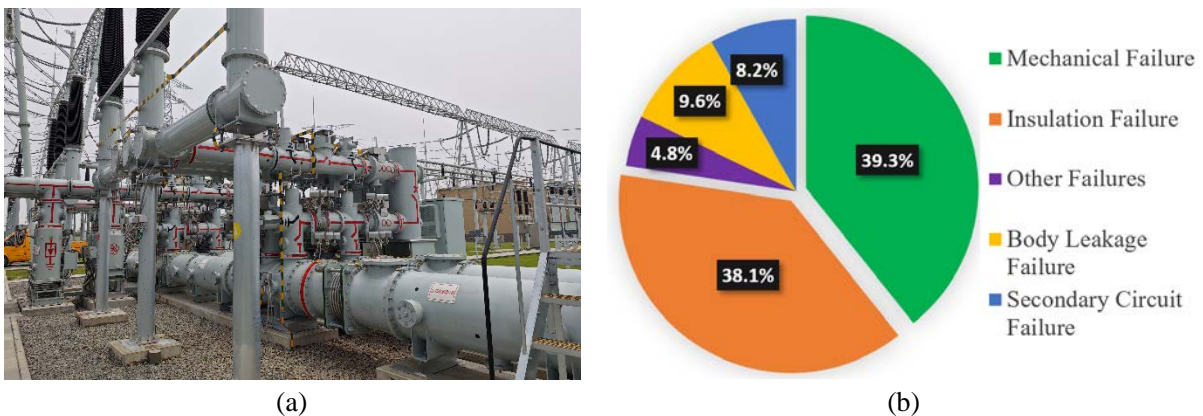 8.2%
9.6%
4.8%
39.3%
38.1%
Mechanical Failure
Insulation Failure
Other Failures
Body Leakage
Failure
Secondary Circuit
Failure
(a)
(b)